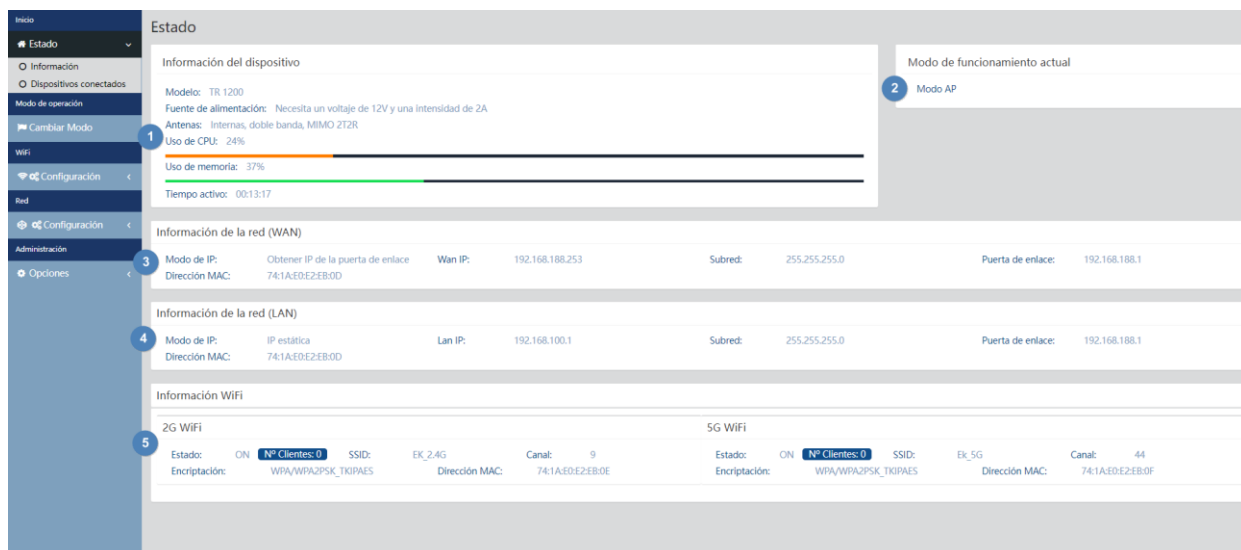 Inicio
Estado
Información
Dispositivos conectados
Modo de operación
Cambiar Modo
WiFi
Configuración
Red
Configuración
Administración
Opciones
Estado
Información del dispositivo
1
Modelo: TR 1200
Fuente de alimentación: Necesita un voltaje de 12V y una intensidad de 2A
Antenas: Internas, doble banda, MIMO 2T2R
Uso de CPU: 24%
Uso de memoria: 37%
Tiempo activo: 00:13:17
Modo de funcionamiento actual
2 Modo AP
Información de la red (WAN)
3
Modo de IP: Obtener IP de la puerta de enlace Wan IP: 192.168.188.253 Subred: 255.255.255.0 Puerta de enlace: 192.168.188.1
Dirección MAC: 74:1A:E0:E2:EB:0D
Información de la red (LAN)
4
Modo de IP: IP estática Lan IP: 192.168.100.1 Subred: 255.255.255.0 Puerta de enlace: 192.168.188.1
Dirección MAC: 74:1A:E0:E2:EB:0D
Información WiFi
5
2G WiFi
Estado: ON Nº Clientes: 0 SSID: EK_2.4G Canal: 9
Encriptación: WPA/WPA2PSK_TKIPAES Dirección MAC: 74:1A:E0:E2:EB:0E
5G WiFi
Estado: ON Nº Clientes: 0 SSID: Ek_5G Canal: 44
Encriptación: WPA/WPA2PSK_TKIPAES Dirección MAC: 74:1A:E0:E2:EB:0F